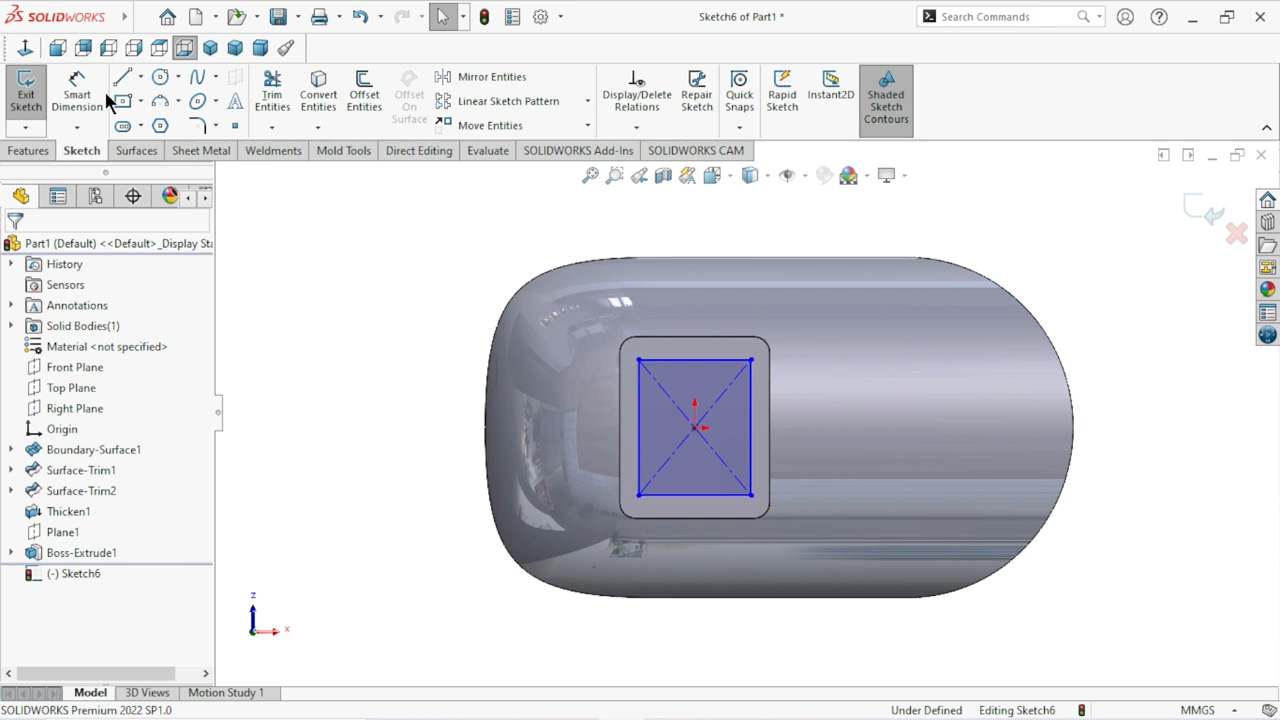 SOLIDWORKS
Sketch6 of Part1 *
Search Commands
Exit Sketch
Smart Dimension
Trim Entities
Convert Entities
Offset Entities
Offset On Surface
Mirror Entities
Linear Sketch Pattern
Move Entities
Display/Delete Relations
Repair Sketch
Quick Snaps
Rapid Sketch
Instant2D
Shaded Sketch Contours
Features
Sketch
Surfaces
Sheet Metal
Weldments
Mold Tools
Direct Editing
Evaluate
SOLIDWORKS Add-Ins
SOLIDWORKS CAM
Part1 (Default) <<Default>_Display Sta
History
Sensors
Annotations
Solid Bodies(1)
Material <not specified>
Front Plane
Top Plane
Right Plane
Origin
Boundary-Surface1
Surface-Trim1
Surface-Trim2
Thicken1
Plane1
Boss-Extrude1
(-) Sketch6
z
x
Model
3D Views
Motion Study 1
SOLIDWORKS Premium 2022 SP1.0
Under Defined
Editing Sketch6
MMGS